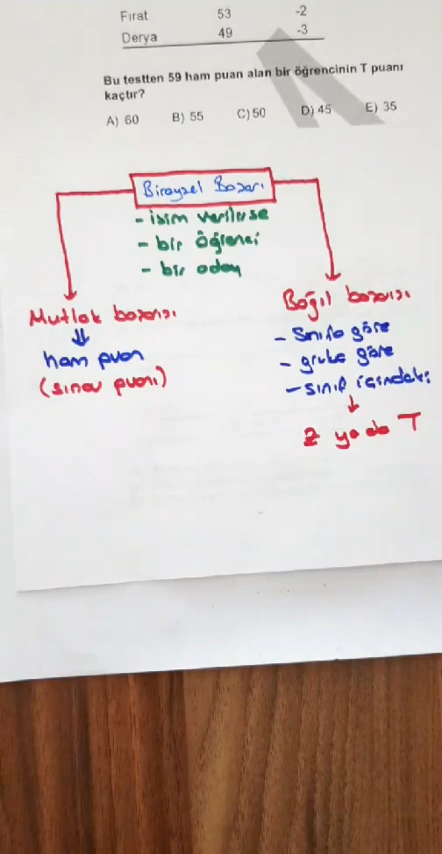 Fırat 53 -2
Derya 49 -3
Bu testten 59 ham puan alan bir öğrencinin T puanı
kaçtır?
A) 60 B) 55 C) 50 D) 45 E) 35
Bireysel Başarı
- isim verilirse
- bir öğrenci
- bir aday
Mutlak başarısı
ham puan
(sınav puanı)
Bağıl başarısı
- Sınıfa göre
- gruba göre
- sınıf içindeki
Z ya da T